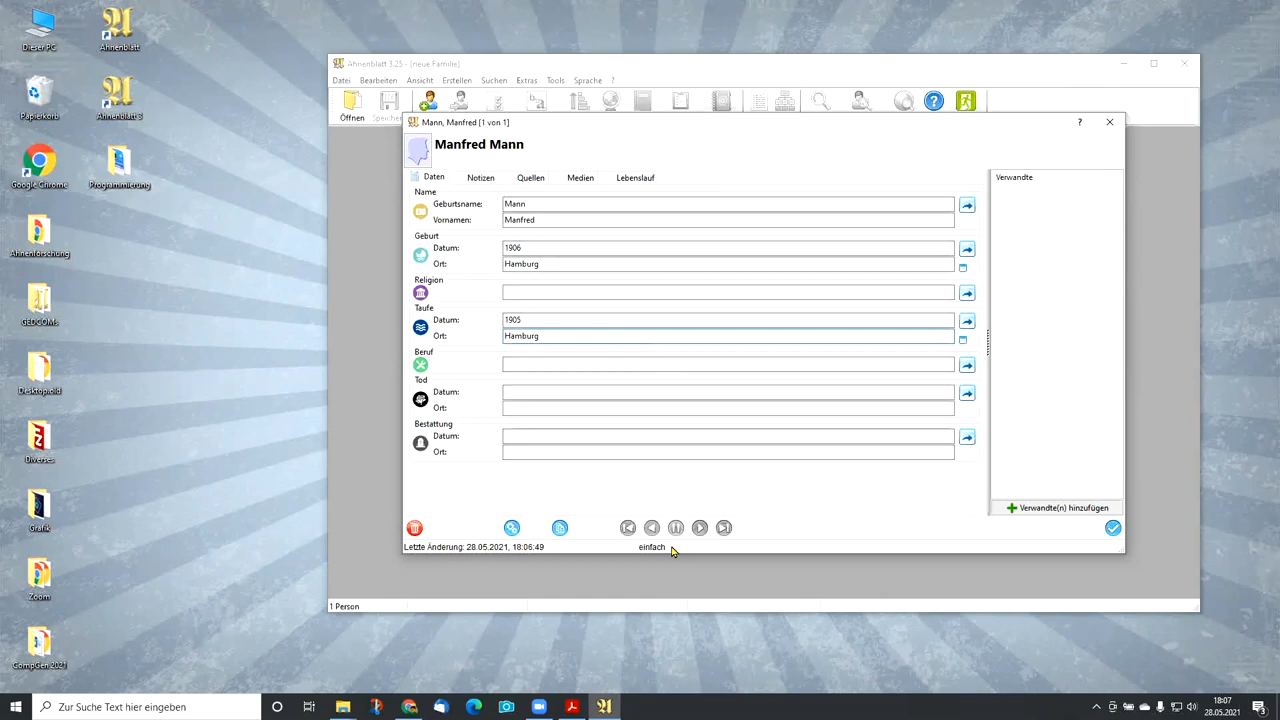 Dieser PC
Ahnenblatt
Papierkorb
Ahnenblatt 3
Google Chrome
Programmierung
Ahnenforschung
GEDCOMs
Desktop.old
Diverses
Grafik
Zoom
CompGen 2021
Ahnenblatt 3.25 - [neue Familie]
Datei Bearbeiten Ansicht Erstellen Suchen Extras Tools Sprache ?
Öffnen
Mann, Manfred [1 von 1]
?
Manfred Mann
Daten Notizen Quellen Medien Lebenslauf
Name
Geburtsname: Mann
Vornamen: Manfred
Geburt
Datum: 1906
Ort: Hamburg
Religion
Taufe
Datum: 1905
Ort: Hamburg
Beruf
Tod
Datum:
Ort:
Bestattung
Datum:
Ort:
Verwandte
Verwandte(n) hinzufügen
Letzte Änderung: 28.05.2021, 18:06:49 einfach
1 Person
Zur Suche Text hier eingeben
18:07
28.05.2021